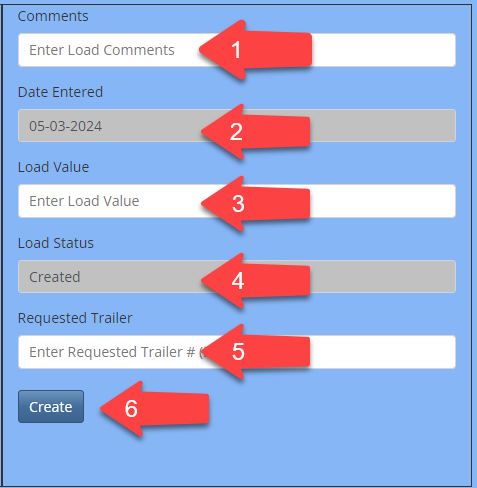 Comments
Enter Load Comments 1
Date Entered
05-03-2024 2
Load Value
Enter Load Value 3
Load Status
Created 4
Requested Trailer
Enter Requested Trailer # ( 5
Create 6